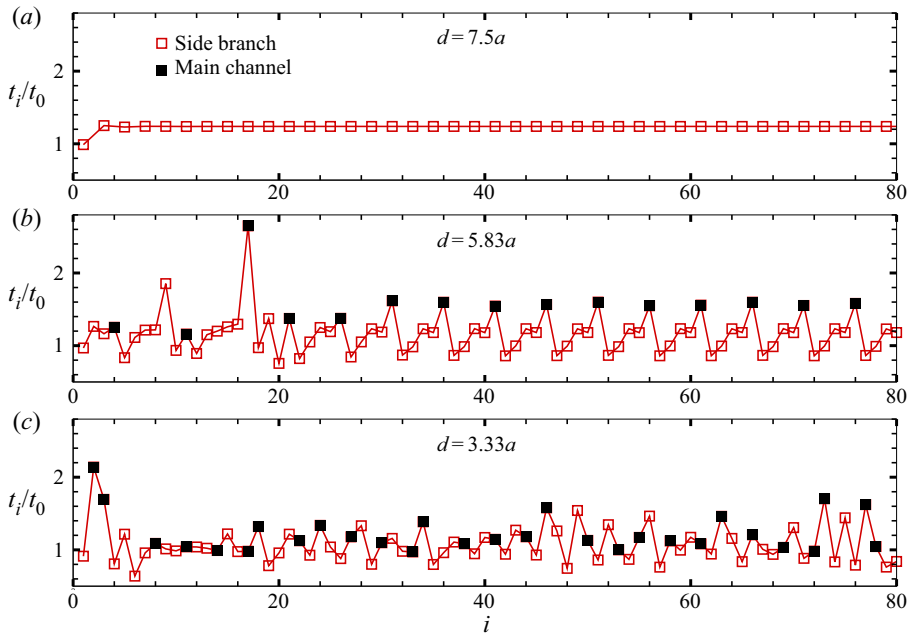 (a)
d = 7.5a
Side branch
Main channel
2
t_i/t_0
1
0 20 40 60 80
(b)
d = 5.83a
2
t_i/t_0
1
0 20 40 60 80
(c)
d = 3.33a
2
t_i/t_0
1
0 20 40 60 80
i